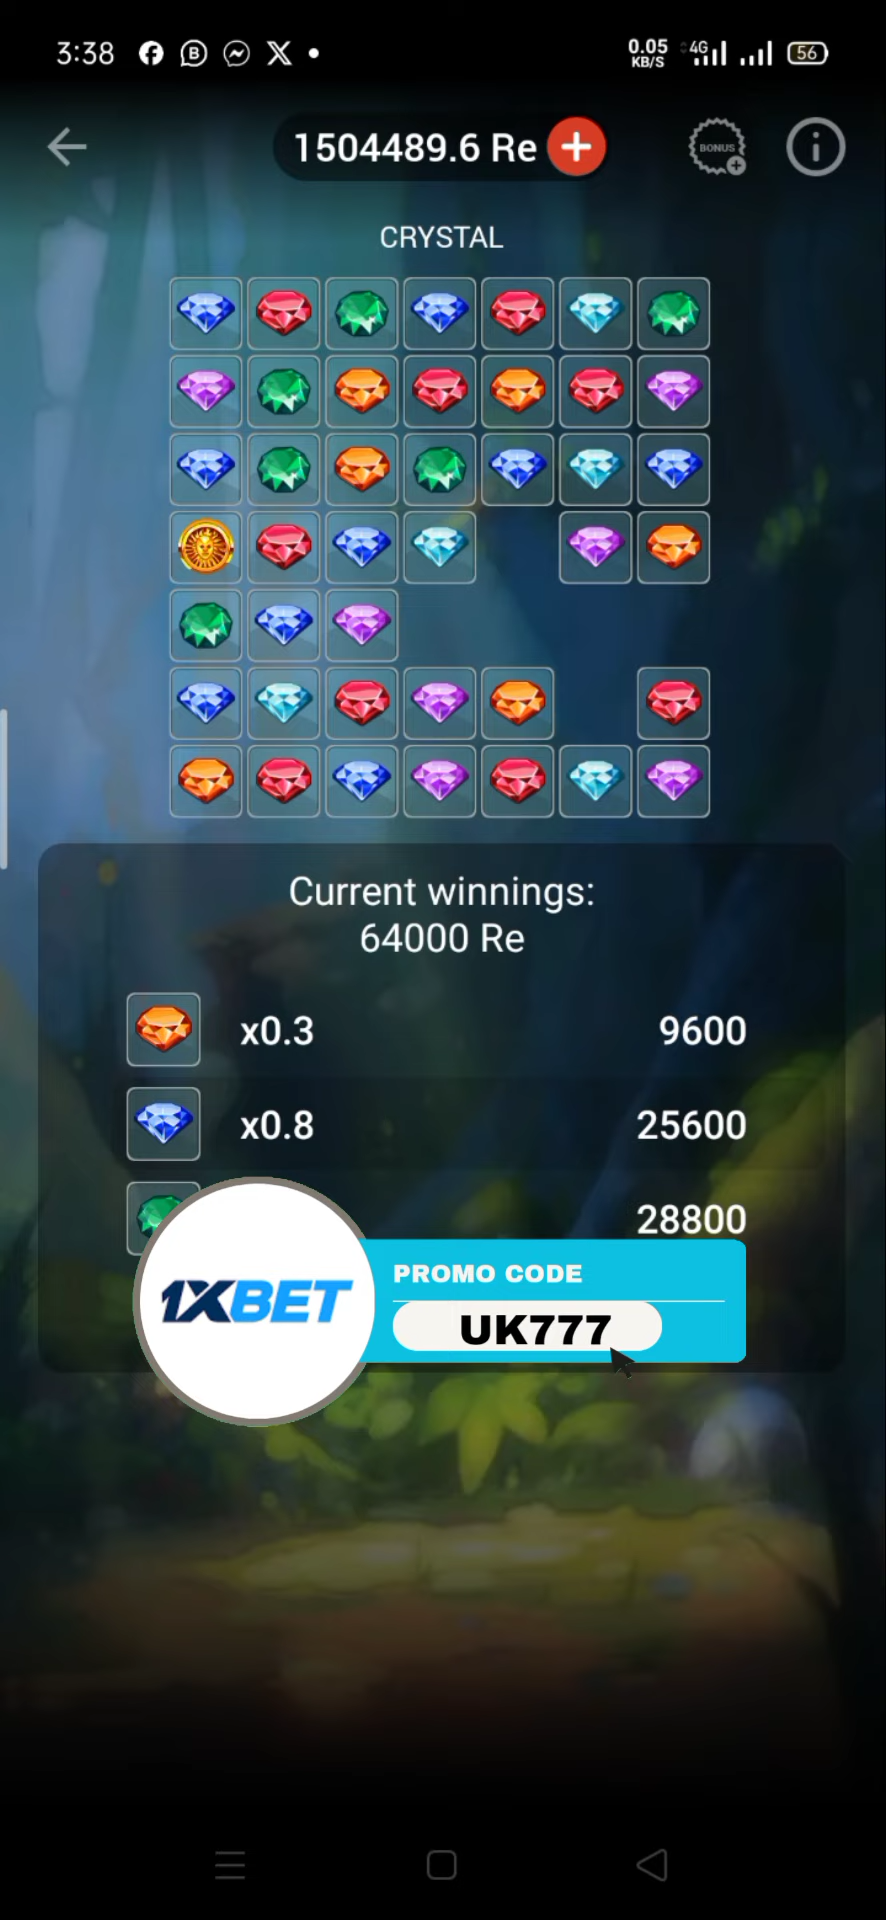 3:38
0.05
KB/S
4G
56
1504489.6 Re
BONUS
CRYSTAL
Current winnings:
64000 Re
x0.3 9600
x0.8 25600
28800
1XBET
PROMO CODE
UK777